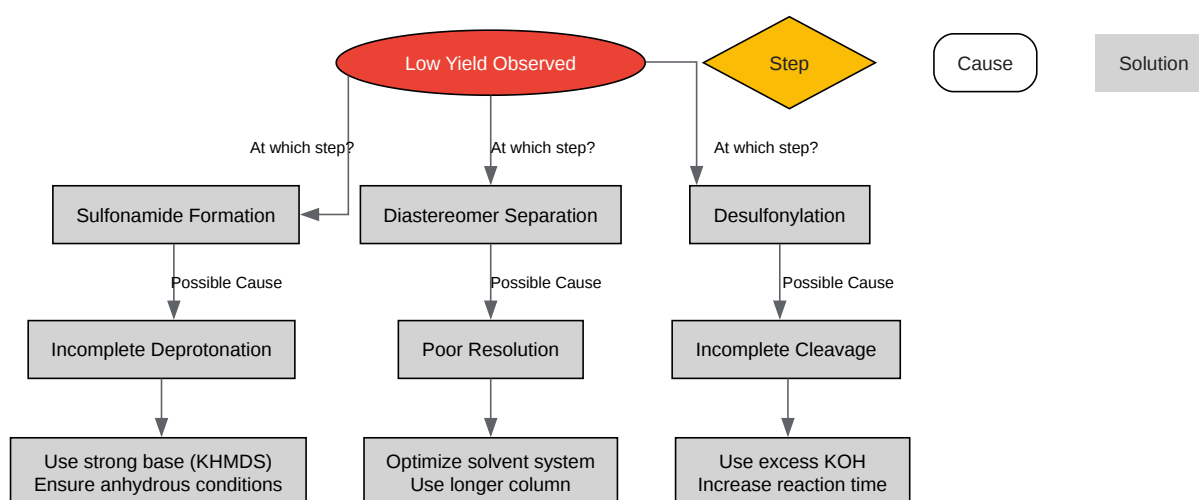 Low Yield Observed
Step
Cause
Solution
At which step?
At which step?
At which step?
Sulfonamide Formation
Diastereomer Separation
Desulfonylation
Possible Cause
Possible Cause
Possible Cause
Incomplete Deprotonation
Poor Resolution
Incomplete Cleavage
Use strong base (KHMDS)
Ensure anhydrous conditions
Optimize solvent system
Use longer column
Use excess KOH
Increase reaction time